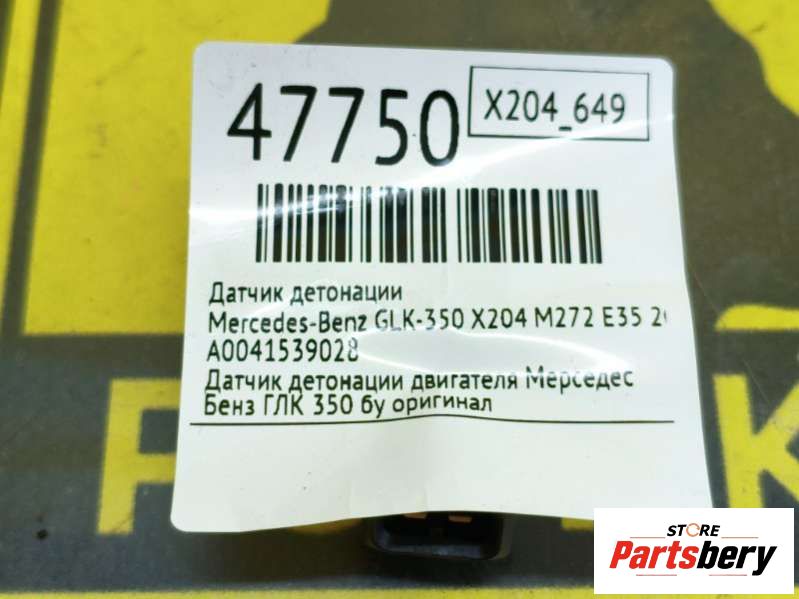 47750
X204_649
Датчик детонации
Mercedes-Benz GLK-350 X204 M272 E35
A0041539028
Датчик детонации двигателя Мерседес
Бенз ГЛК 350 бу оригинал
STORE
Partsbery